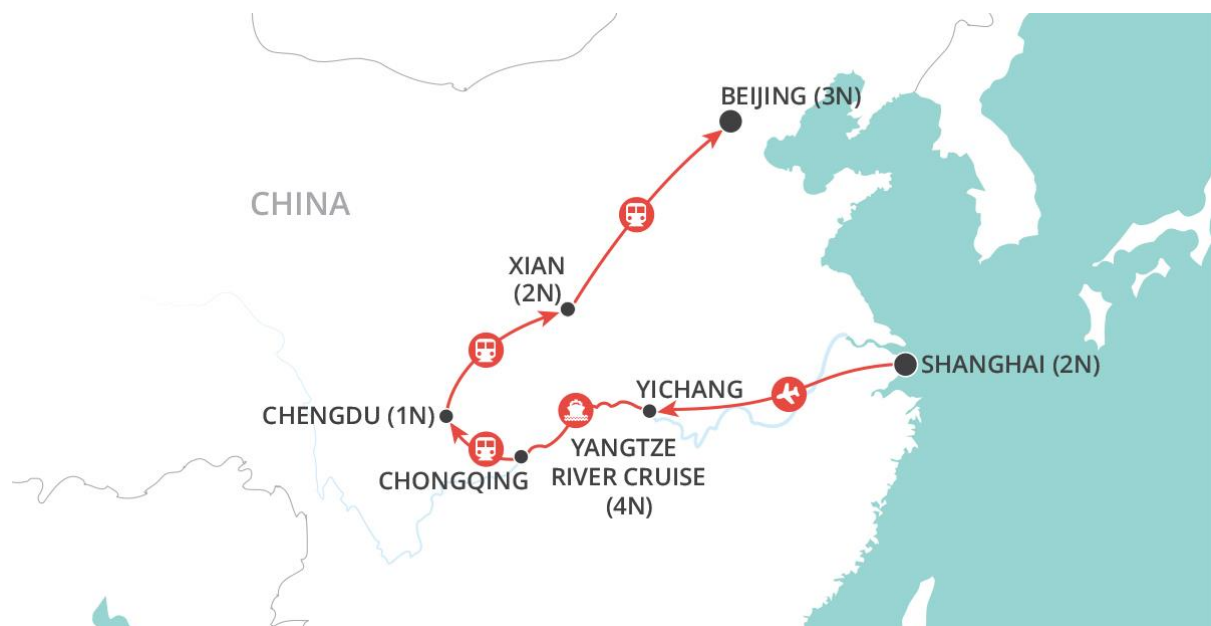 BEIJING (3N)
CHINA
XIAN
(2N)
SHANGHAI (2N)
YICHANG
CHENGDU (1N)
YANGTZE
RIVER CRUISE
(4N)
CHONGQING